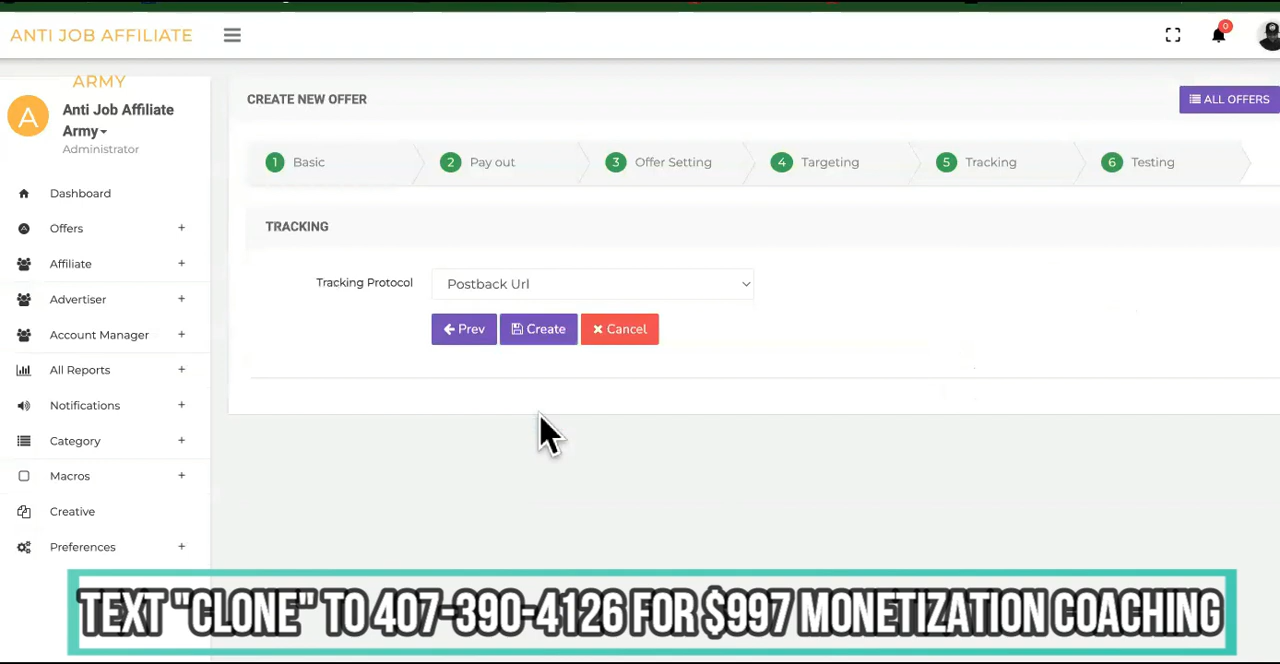 ANTI JOB AFFILIATE
0
ARMY
A
Anti Job Affiliate
Army
Administrator
Dashboard
Offers +
Affiliate +
Advertiser +
Account Manager +
All Reports +
Notifications +
Category +
Macros +
Creative
Preferences +
CREATE NEW OFFER
ALL OFFERS
1 Basic
2 Pay out
3 Offer Setting
4 Targeting
5 Tracking
6 Testing
TRACKING
Tracking Protocol
Postback Url
Prev
Create
Cancel
TEXT "CLONE" TO 407-390-4126 FOR $997 MONETIZATION COACHING